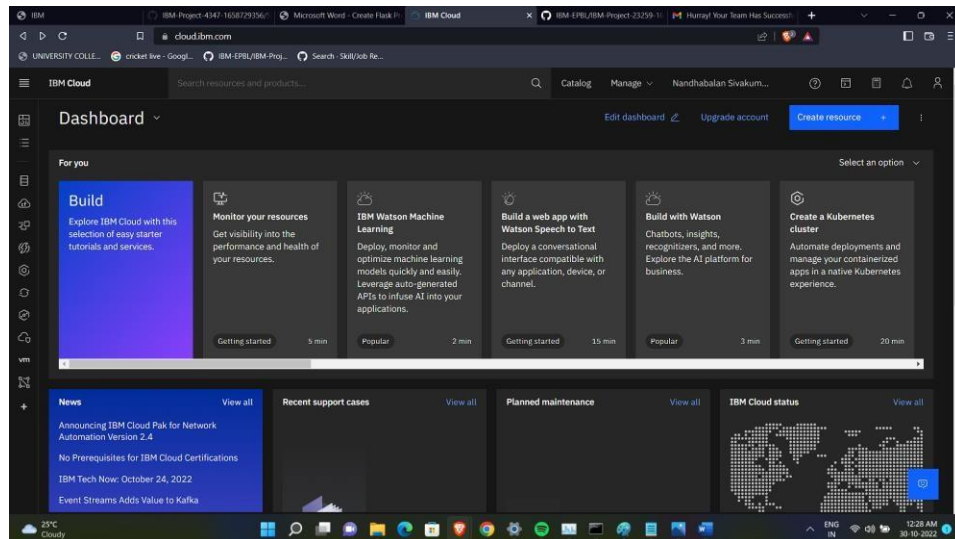 IBM
IBM-Project-4347-1658729356/
Microsoft Word - Create Flask Pr
IBM Cloud
IBM-EPBL/IBM-Project-23259-1
Hurray! Your Team Has Success
cloud.ibm.com
UNIVERSITY COLLE...
cricket live - Googl...
IBM-EPBL/IBM-Proj...
Search · Skill/Job Re...
IBM Cloud
Search resources and products...
Catalog
Manage
Nandhabalan Sivakum...
Dashboard
Edit dashboard
Upgrade account
Create resource +
For you
Select an option
Build
Explore IBM Cloud with this
selection of easy starter
tutorials and services.
Monitor your resources
Get visibility into the
performance and health of
your resources.
Getting started
5 min
IBM Watson Machine
Learning
Deploy, monitor and
optimize machine learning
models quickly and easily.
Leverage auto-generated
APIs to infuse AI into your
applications.
Popular
2 min
Build a web app with
Watson Speech to Text
Deploy a conversational
interface compatible with
any application, device, or
channel.
Getting started
15 min
Build with Watson
Chatbots, insights,
recognitizers, and more.
Explore the AI platform for
business.
Popular
3 min
Create a Kubernetes
cluster
Automate deployments and
manage your containerized
apps in a native Kubernetes
experience.
Getting started
20 min
vm
News
View all
Announcing IBM Cloud Pak for Network
Automation Version 2.4
No Prerequisites for IBM Cloud Certifications
IBM Tech Now: October 24, 2022
Event Streams Adds Value to Kafka
Recent support cases
View all
Planned maintenance
View all
IBM Cloud status
View all
25°C
Cloudy
ENG
IN
12:28 AM
30-10-2022